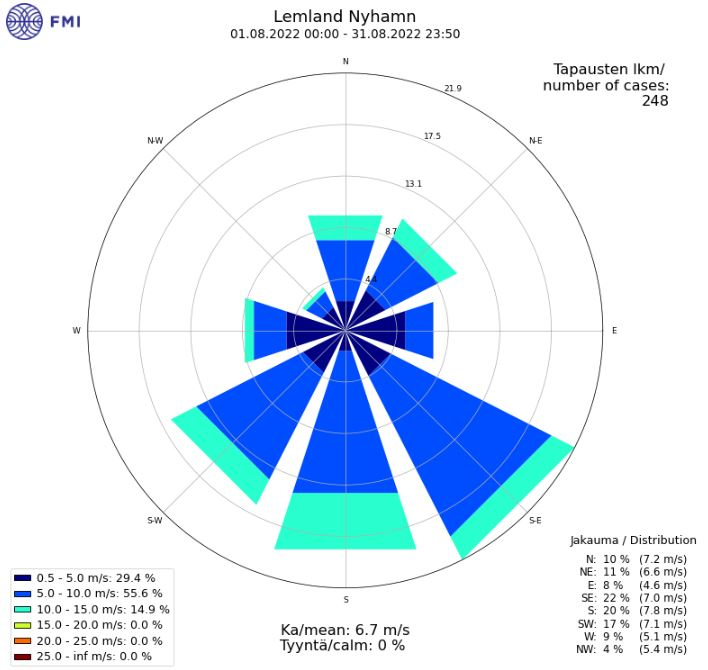 FMI
Lemland Nyhamn
01.08.2022 00:00 - 31.08.2022 23:50
Tapausten lkm/
number of cases:
248
N
N-E
E
S-E
S
S-W
W
N-W
21.9
17.5
13.1
8.7
4.4
0.5 - 5.0 m/s: 29.4 %
5.0 - 10.0 m/s: 55.6 %
10.0 - 15.0 m/s: 14.9 %
15.0 - 20.0 m/s: 0.0 %
20.0 - 25.0 m/s: 0.0 %
25.0 - inf m/s: 0.0 %
Ka/mean: 6.7 m/s
Tyyntä/calm: 0 %
Jakauma / Distribution
N: 10 % (7.2 m/s)
NE: 11 % (6.6 m/s)
E: 8 % (4.6 m/s)
SE: 22 % (7.0 m/s)
S: 20 % (7.8 m/s)
SW: 17 % (7.1 m/s)
W: 9 % (5.1 m/s)
NW: 4 % (5.4 m/s)